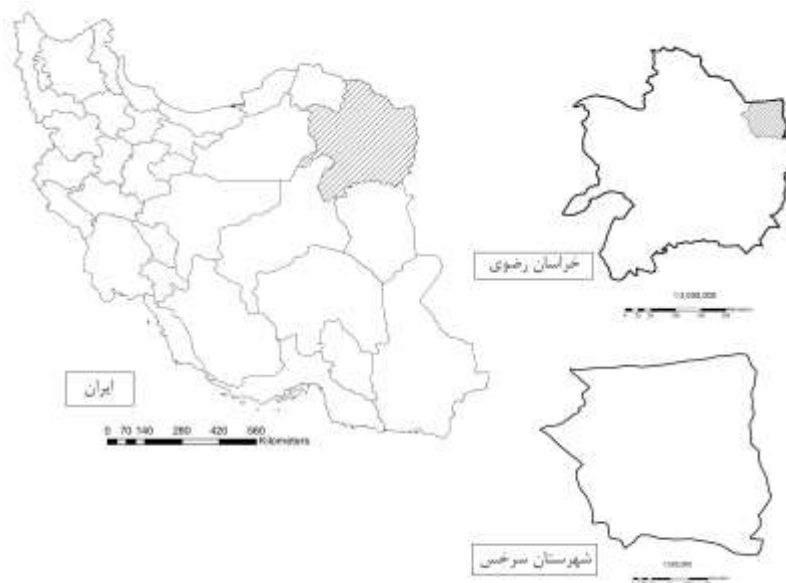 ایران
0 70 140 280 420 560
Kilometers
خراسان رضوی
شهرستان سرخس